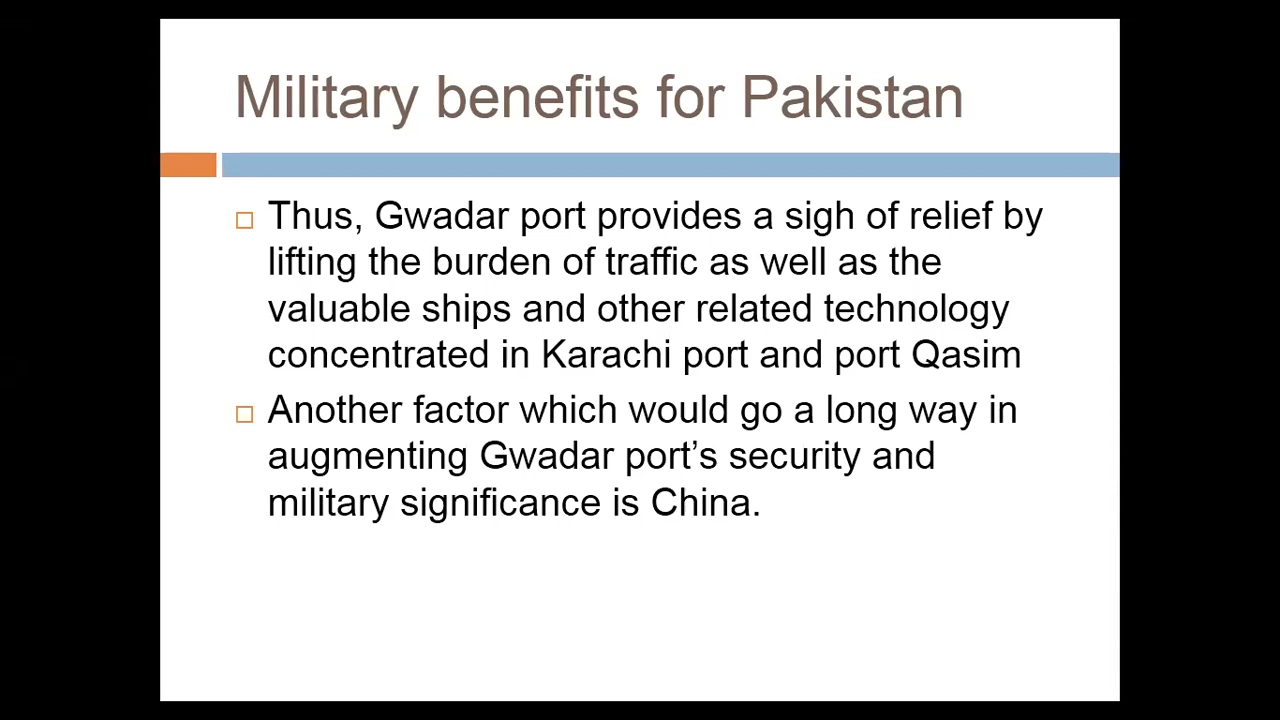 Military benefits for Pakistan
Thus, Gwadar port provides a sigh of relief by
lifting the burden of traffic as well as the
valuable ships and other related technology
concentrated in Karachi port and port Qasim
Another factor which would go a long way in
augmenting Gwadar port’s security and
military significance is China.